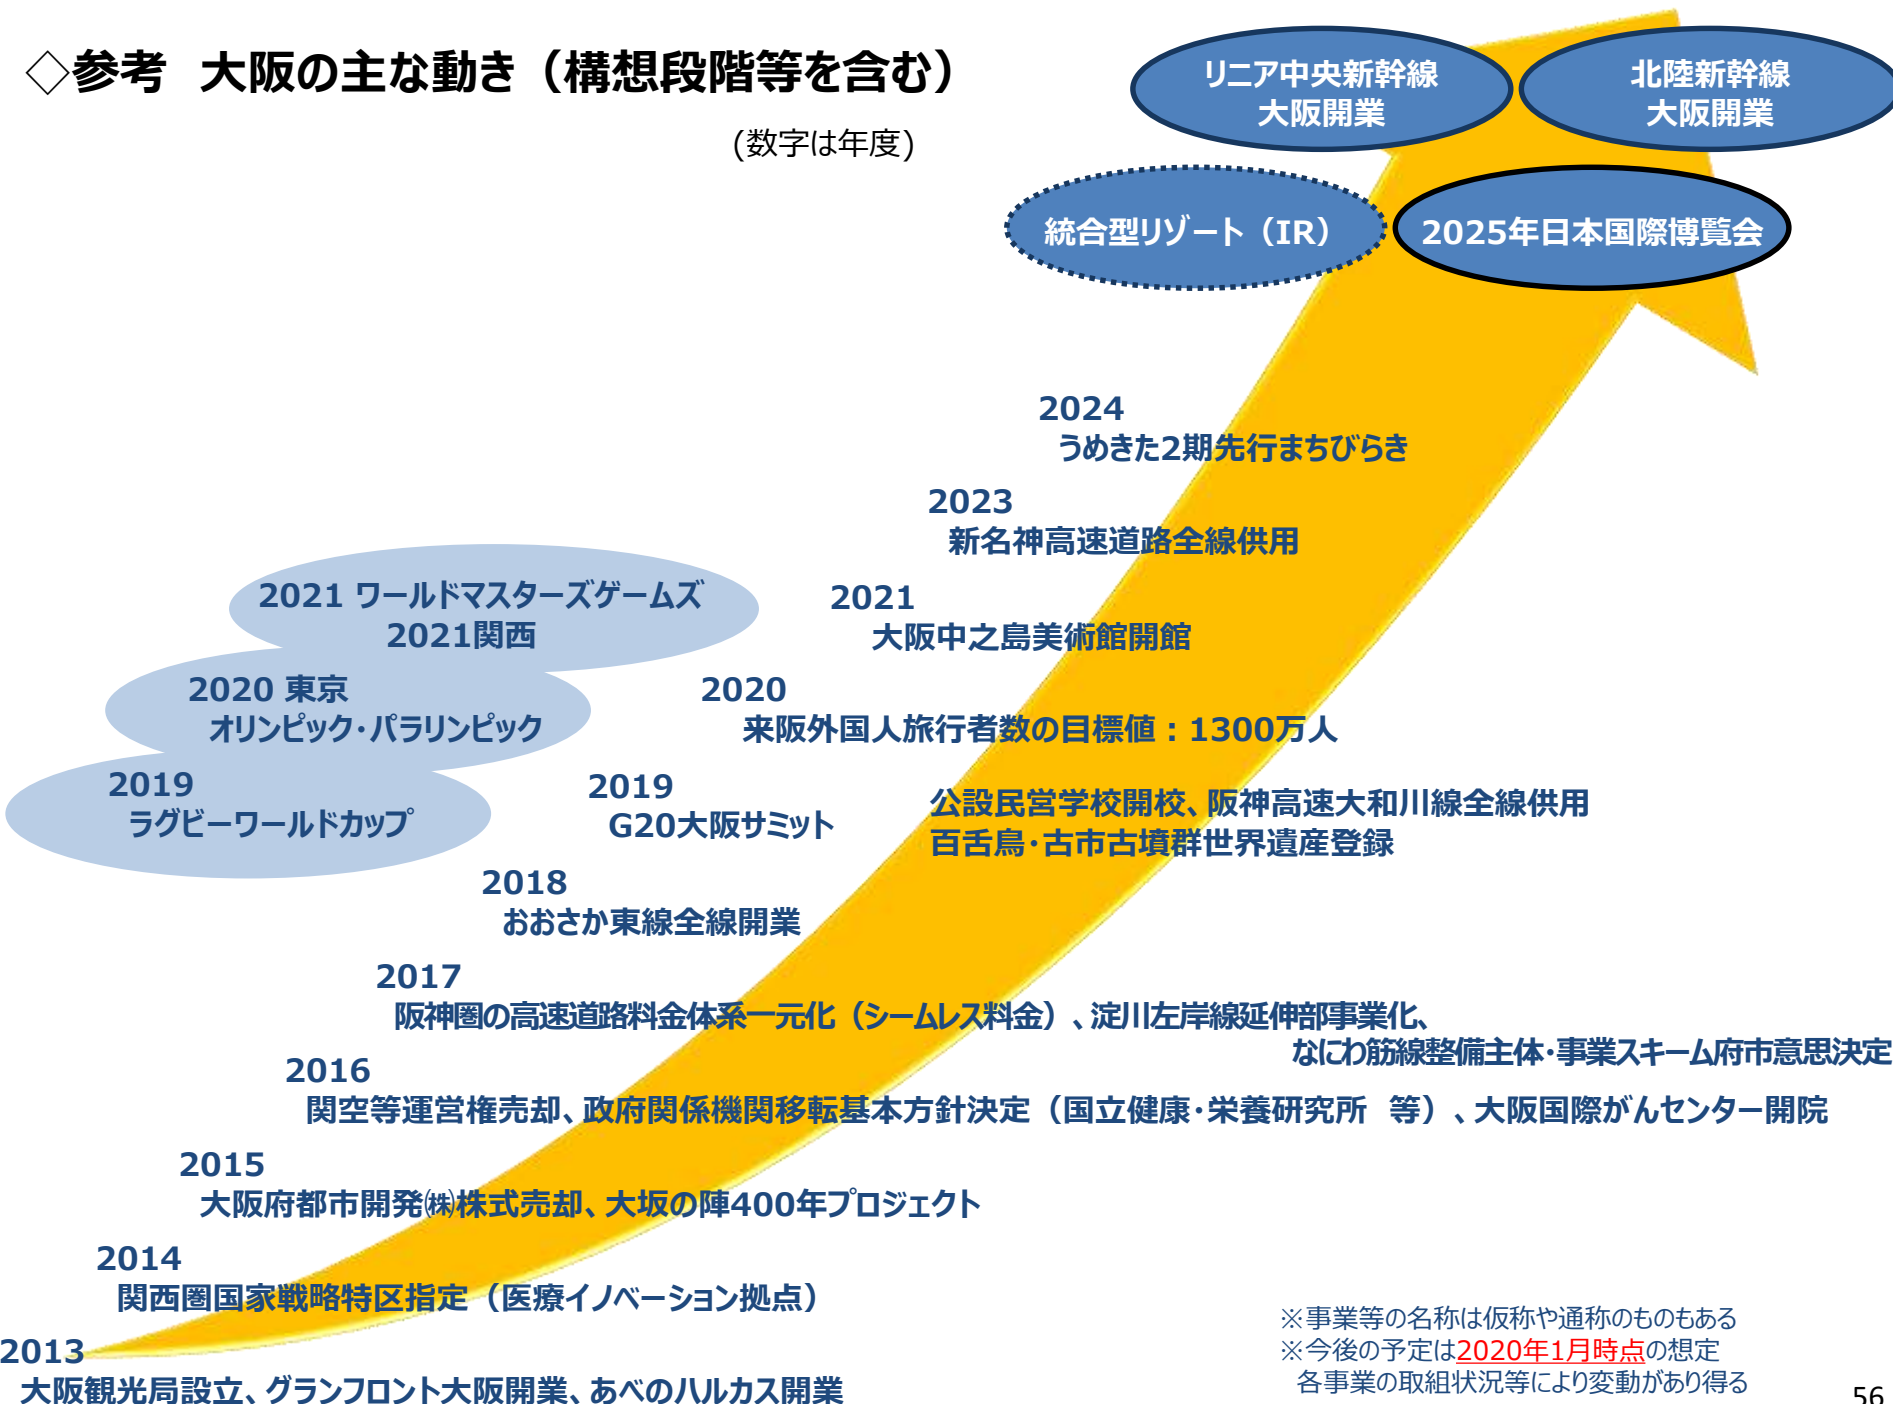 ◇参考　大阪の主な動き（構想段階等を含む）
(数字は年度)
リニア中央新幹線
大阪開業
北陸新幹線
大阪開業
統合型リゾート（IR）
2025年日本国際博覧会
2024
うめきた2期先行まちびらき
2023
新名神高速道路全線供用
2021 ワールドマスターズゲームズ
2021関西
2021
大阪中之島美術館開館
2020 東京
オリンピック・パラリンピック
2020
来阪外国人旅行者数の目標値：1300万人
2019
ラグビーワールドカップ
2019
G20大阪サミット
公設民営学校開校、阪神高速大和川線全線供用
百舌鳥・古市古墳群世界遺産登録
2018
おおさか東線全線開業
2017
阪神圏の高速道路料金体系一元化（シームレス料金）、淀川左岸線延伸部事業化、
なにわ筋線整備主体・事業スキーム府市意思決定
2016
関空等運営権売却、政府関係機関移転基本方針決定（国立健康・栄養研究所　等）、大阪国際がんセンター開院
2015
大阪府都市開発㈱株式売却、大坂の陣400年プロジェクト
2014
関西圏国家戦略特区指定（医療イノベーション拠点）
2013
大阪観光局設立、グランフロント大阪開業、あべのハルカス開業
※事業等の名称は仮称や通称のものもある
※今後の予定は2020年1月時点の想定
各事業の取組状況等により変動があり得る
56